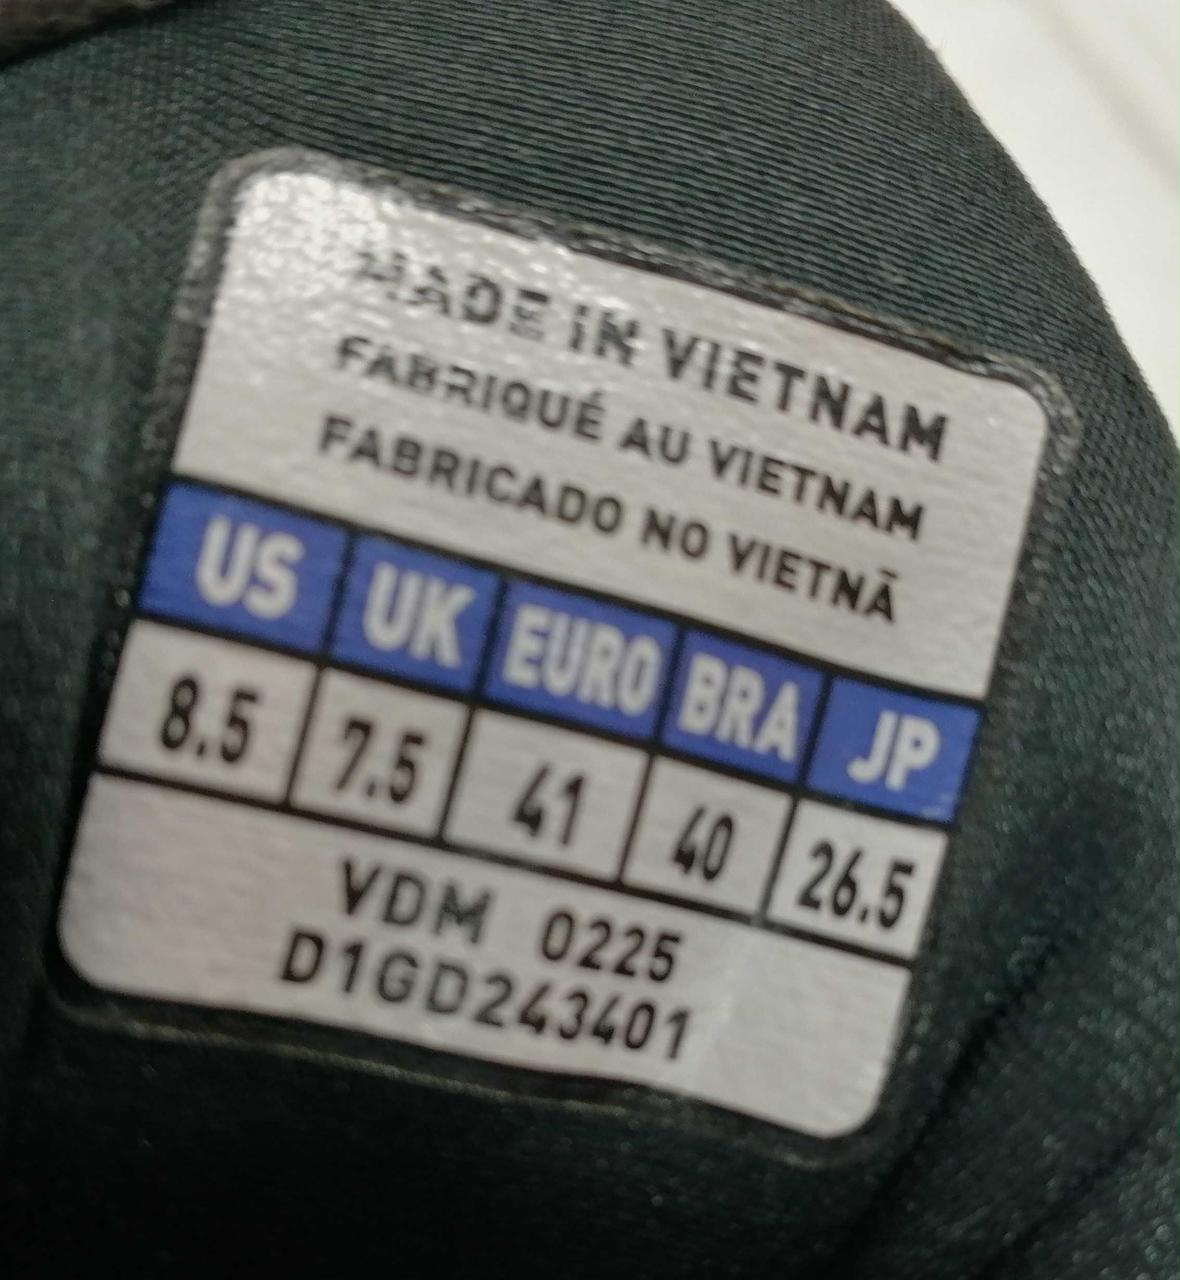 MADE IN VIETNAM
FABRIQUÉ AU VIETNAM
FABRICADO NO VIETNÃ
US UK EURO BRA JP
8.5 7.5 41 40 26.5
VDM 0225
D1GD243401